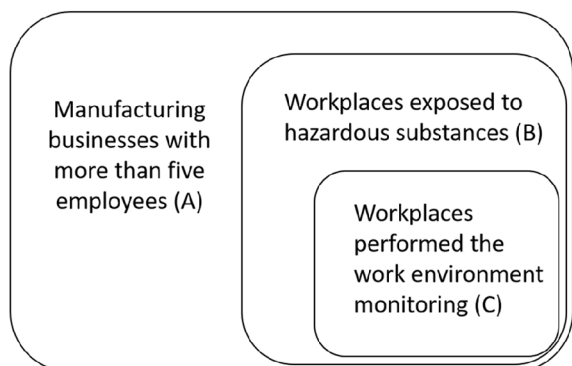 Manufacturing
businesses with
more than five
employees (A)
Workplaces exposed to
hazardous substances (B)
Workplaces
performed the
work environment
monitoring (C)